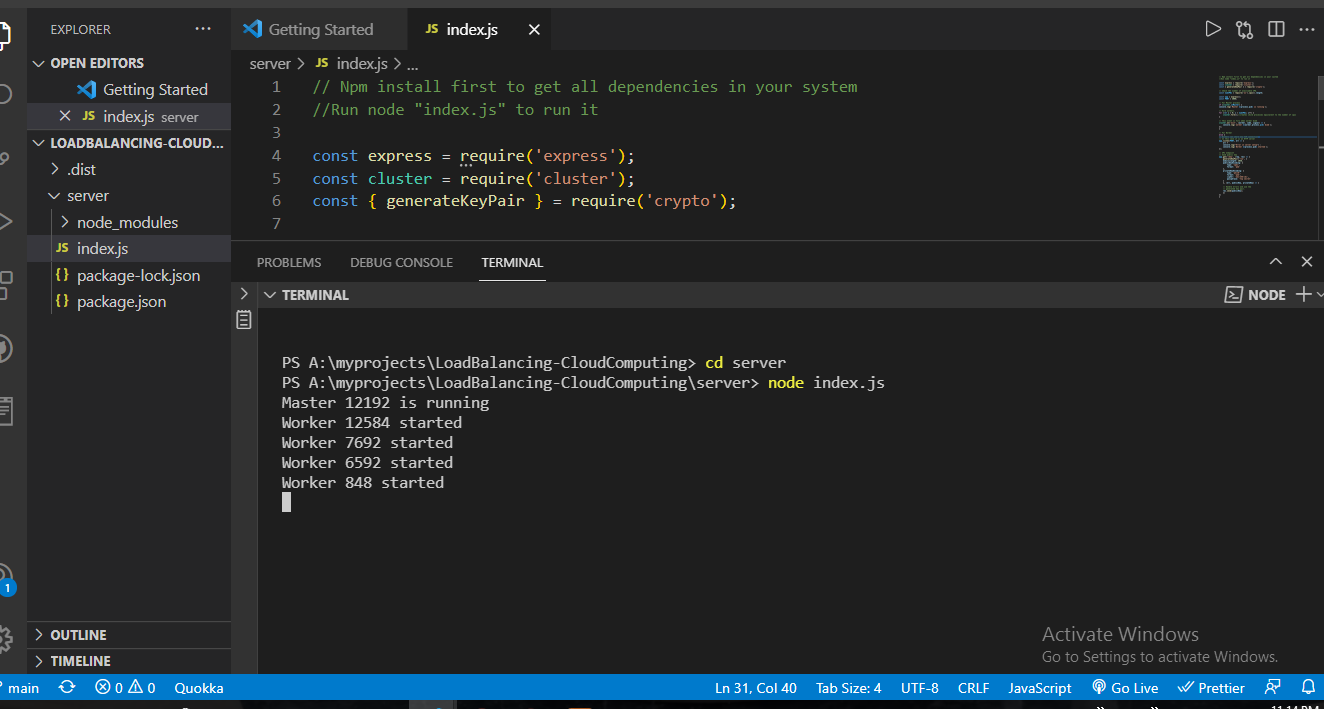 EXPLORER
OPEN EDITORS
Getting Started
index.js server
LOADBALANCING-CLOUD...
.dist
server
node_modules
JS index.js
{} package-lock.json
{} package.json
OUTLINE
TIMELINE
1
Getting Started
JS index.js
server > JS index.js > ...
1 // Npm install first to get all dependencies in your system
2 //Run node "index.js" to run it
3
4 const express = require('express');
5 const cluster = require('cluster');
6 const { generateKeyPair } = require('crypto');
7
PROBLEMS DEBUG CONSOLE TERMINAL
TERMINAL
NODE
PS A:\myprojects\LoadBalancing-CloudComputing> cd server
PS A:\myprojects\LoadBalancing-CloudComputing\server> node index.js
Master 12192 is running
Worker 12584 started
Worker 7692 started
Worker 6592 started
Worker 848 started
Activate Windows
Go to Settings to activate Windows.
main 0 0 Quokka Ln 31, Col 40 Tab Size: 4 UTF-8 CRLF JavaScript Go Live Prettier
11:14 PM